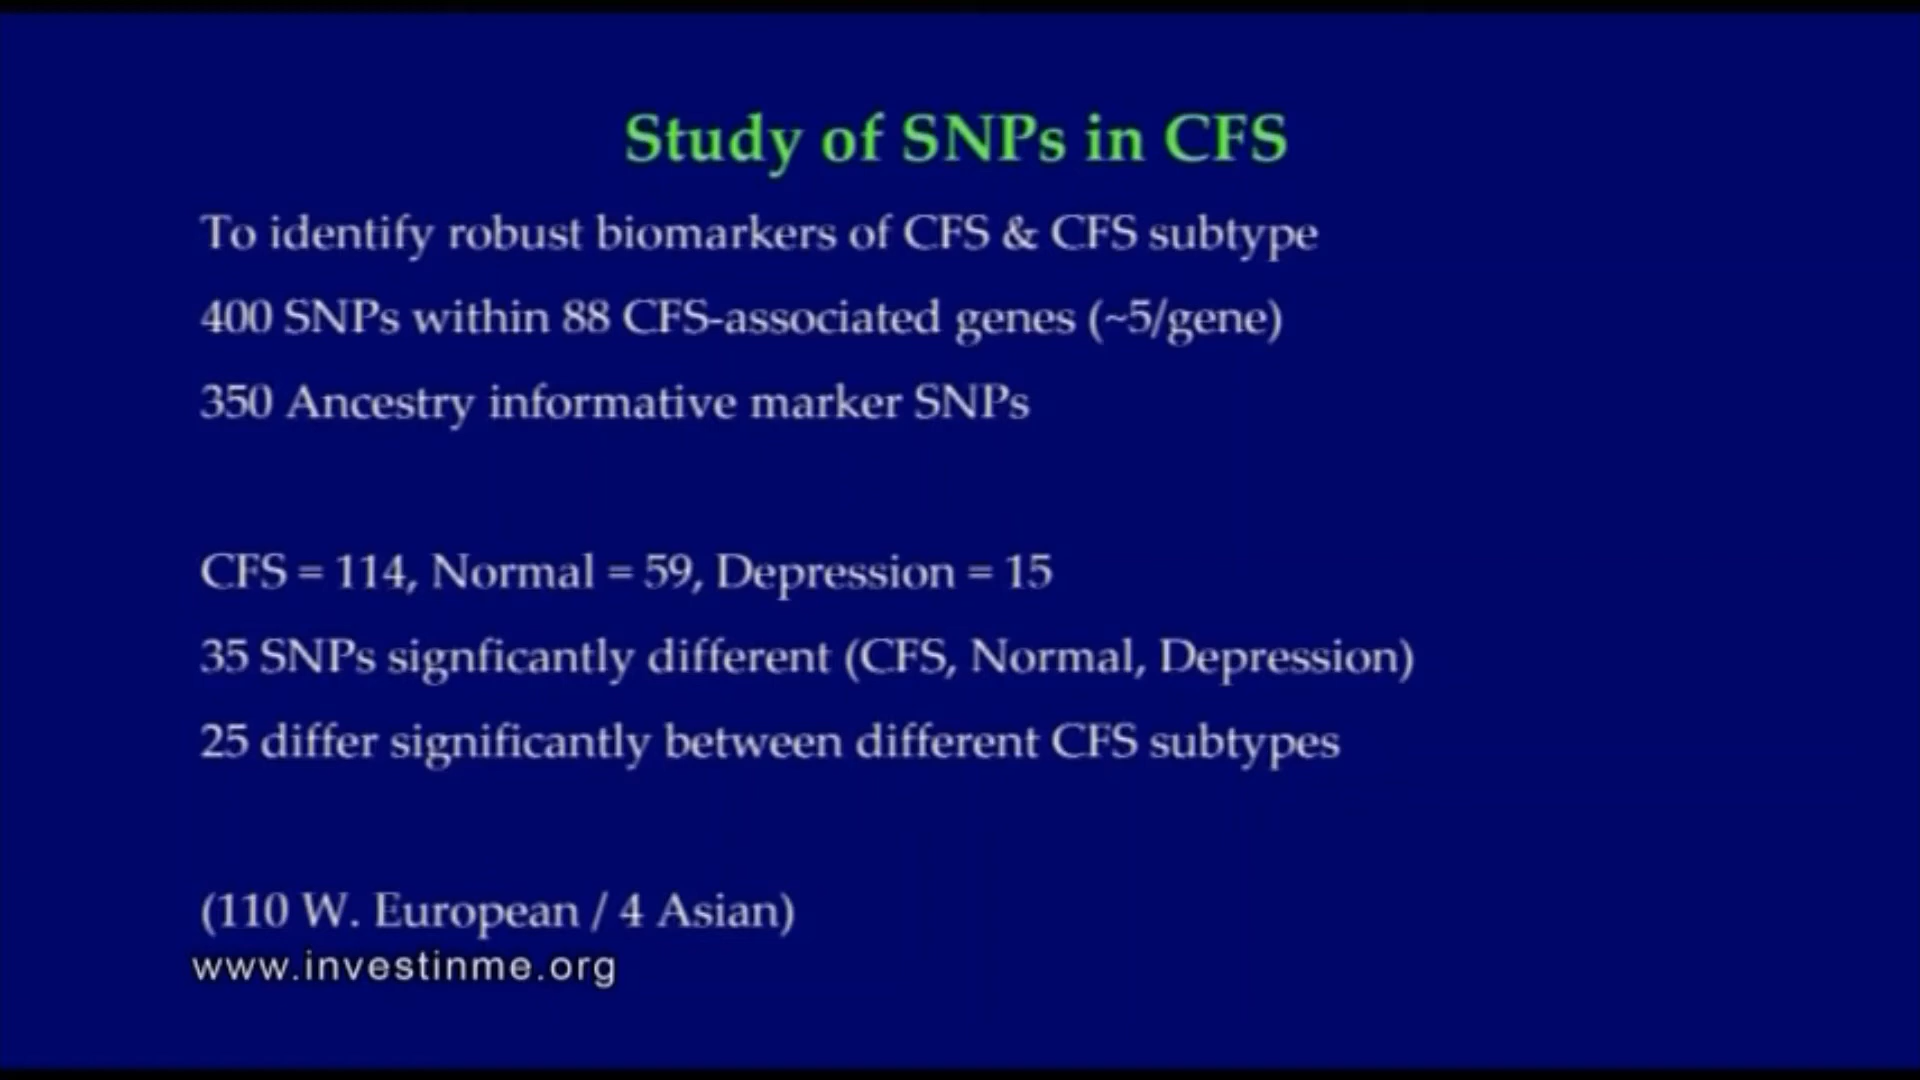 Study of SNPs in CFS
To identify robust biomarkers of CFS & CFS subtype
400 SNPs within 88 CFS-associated genes (~5/gene)
350 Ancestry informative marker SNPs
CFS = 114, Normal = 59, Depression = 15
35 SNPs signficantly different (CFS, Normal, Depression)
25 differ significantly between different CFS subtypes
(110 W. European / 4 Asian)
www.investinme.org